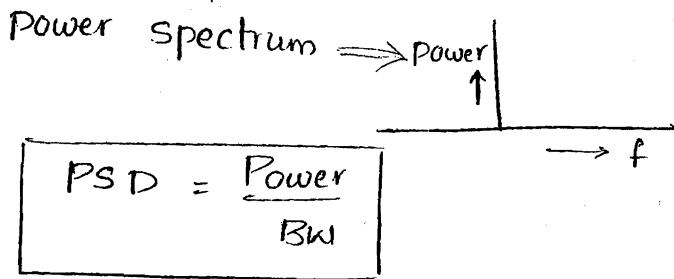 Power Spectrum ⟹ Power
↑
→ f
PSD = Power
BW